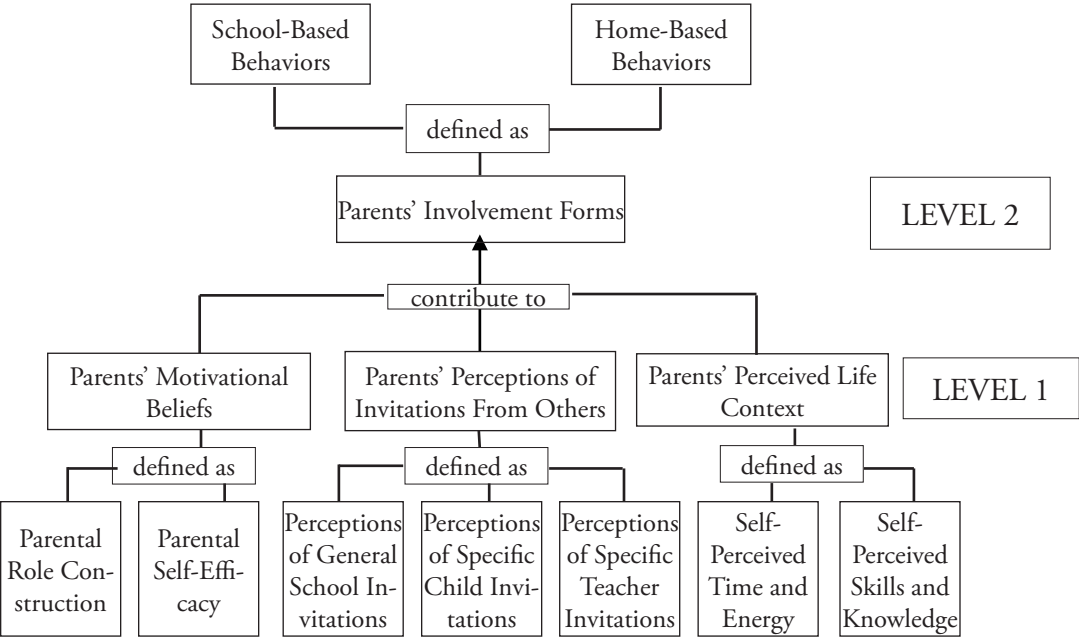 School-Based
Behaviors
Home-Based
Behaviors
defined as
Parents’ Involvement Forms
LEVEL 2
contribute to
Parents’ Motivational
Beliefs
Parents’ Perceptions of
Invitations From Others
Parents’ Perceived Life
Context
LEVEL 1
defined as
defined as
defined as
Parental
Role Con-
struction
Parental
Self-Effi-
cacy
Perceptions
of General
School In-
vitations
Perceptions
of Specific
Child Invi-
tations
Perceptions
of Specific
Teacher
Invitations
Self-
Perceived
Time and
Energy
Self-
Perceived
Skills and
Knowledge